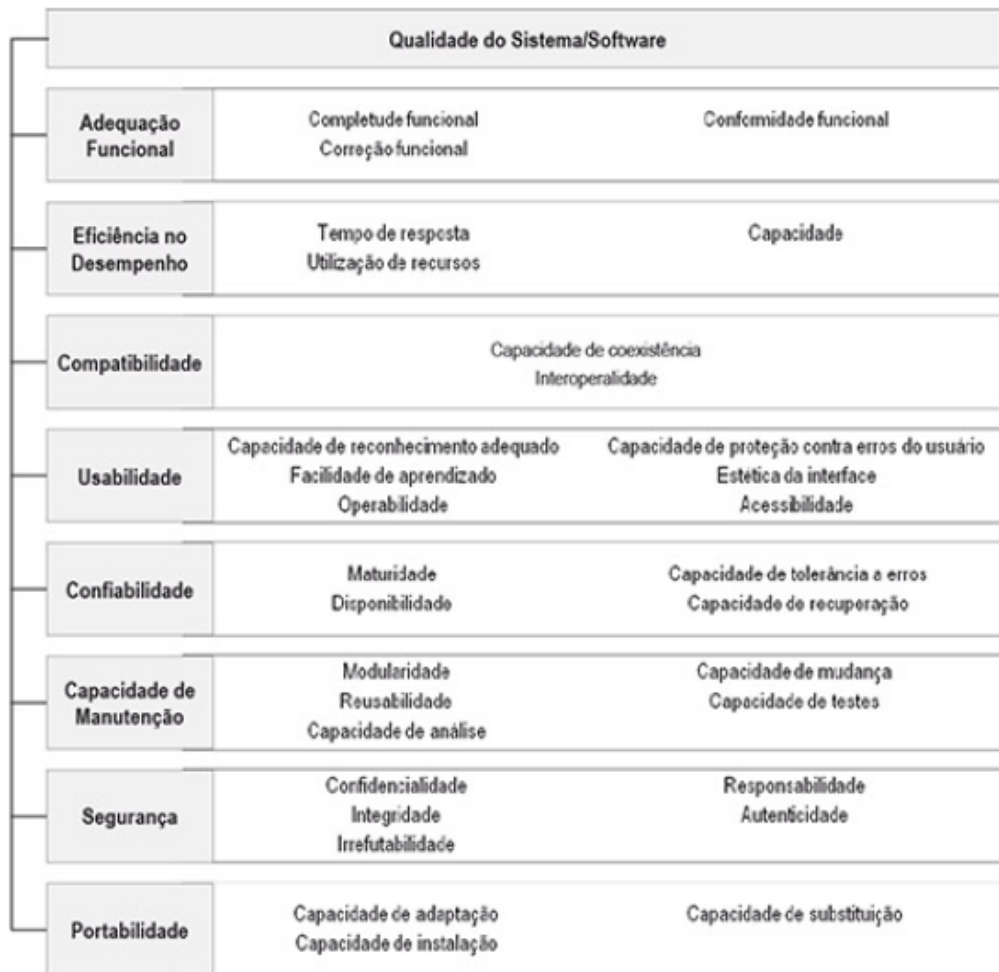 Qualidade do Sistema/Software
Adequação
Funcional
Completude funcional
Correção funcional
Conformidade funcional
Eficiência no
Desempenho
Tempo de resposta
Utilização de recursos
Capacidade
Compatibilidade
Capacidade de coexistência
Interoperalidade
Usabilidade
Capacidade de reconhecimento adequado
Facilidade de aprendizado
Operabilidade
Capacidade de proteção contra erros do usuário
Estética da interface
Acessibilidade
Confiabilidade
Maturidade
Disponibilidade
Capacidade de tolerância a erros
Capacidade de recuperação
Capacidade de
Manutenção
Modularidade
Reusabilidade
Capacidade de análise
Capacidade de mudança
Capacidade de testes
Segurança
Confidencialidade
Integridade
Irrefutabilidade
Responsabilidade
Autenticidade
Portabilidade
Capacidade de adaptação
Capacidade de instalação
Capacidade de substituição